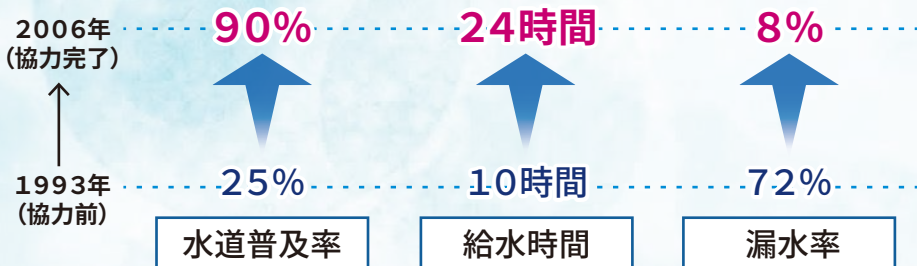 2006年
（協力完了）
90%
24時間
8%
1993年
（協力前）
25%
10時間
72%
水道普及率
給水時間
漏水率